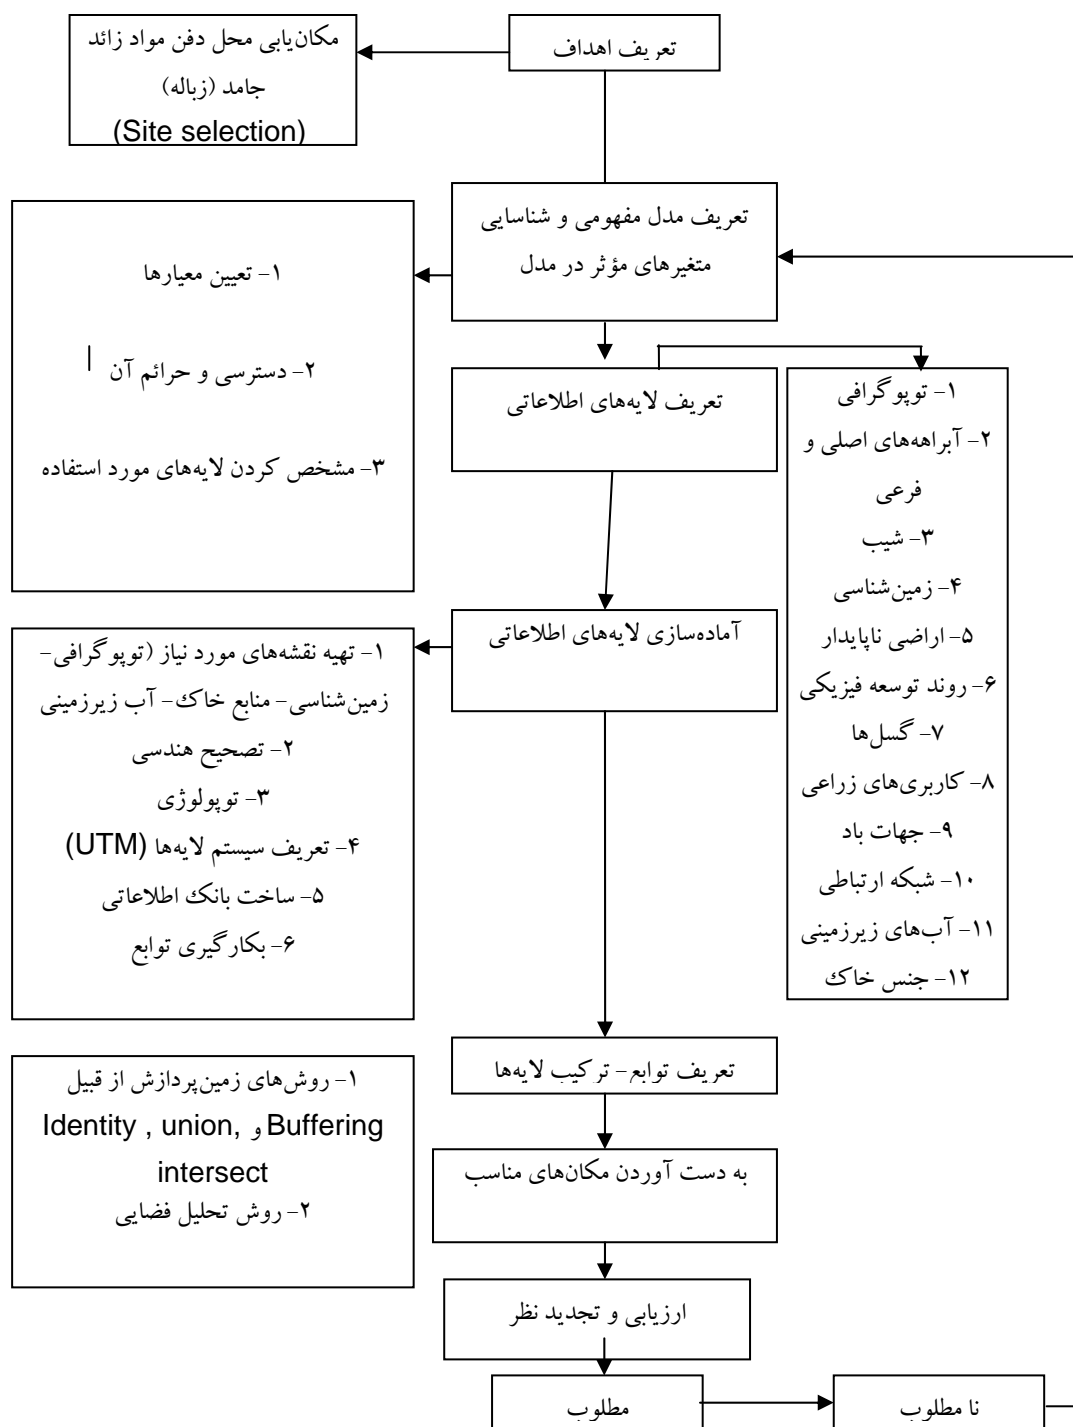 تعریف اهداف
مکان‌یابی محل دفن مواد زائد
جامد (زباله)
(Site selection)
تعریف مدل مفهومی و شناسایی
متغیرهای مؤثر در مدل
۱- تعیین معیارها
۲- دسترسی و حرائم آن
۳- مشخص کردن لایه‌های مورد استفاده
تعریف لایه‌های اطلاعاتی
۱- توپوگرافی
۲- آبراهه‌های اصلی و
فرعی
۳- شیب
۴- زمین‌شناسی
۵- اراضی ناپایدار
۶- روند توسعه فیزیکی
۷- گسل‌ها
۸- کاربری‌های زراعی
۹- جهات باد
۱۰- شبکه ارتباطی
۱۱- آب‌های زیرزمینی
۱۲- جنس خاک
آماده‌سازی لایه‌های اطلاعاتی
۱- تهیه نقشه‌های مورد نیاز (توپوگرافی-
زمین‌شناسی- منابع خاک- آب زیرزمینی
۲- تصحیح هندسی
۳- توپولوژی
۴- تعریف سیستم لایه‌ها (UTM)
۵- ساخت بانک اطلاعاتی
۶- بکارگیری توابع
تعریف توابع- ترکیب لایه‌ها
۱- روش‌های زمین‌پردازش از قبیل
Identity , union, و Buffering
intersect
۲- روش تحلیل فضایی
به دست آوردن مکان‌های مناسب
ارزیابی و تجدید نظر
مطلوب
نا مطلوب